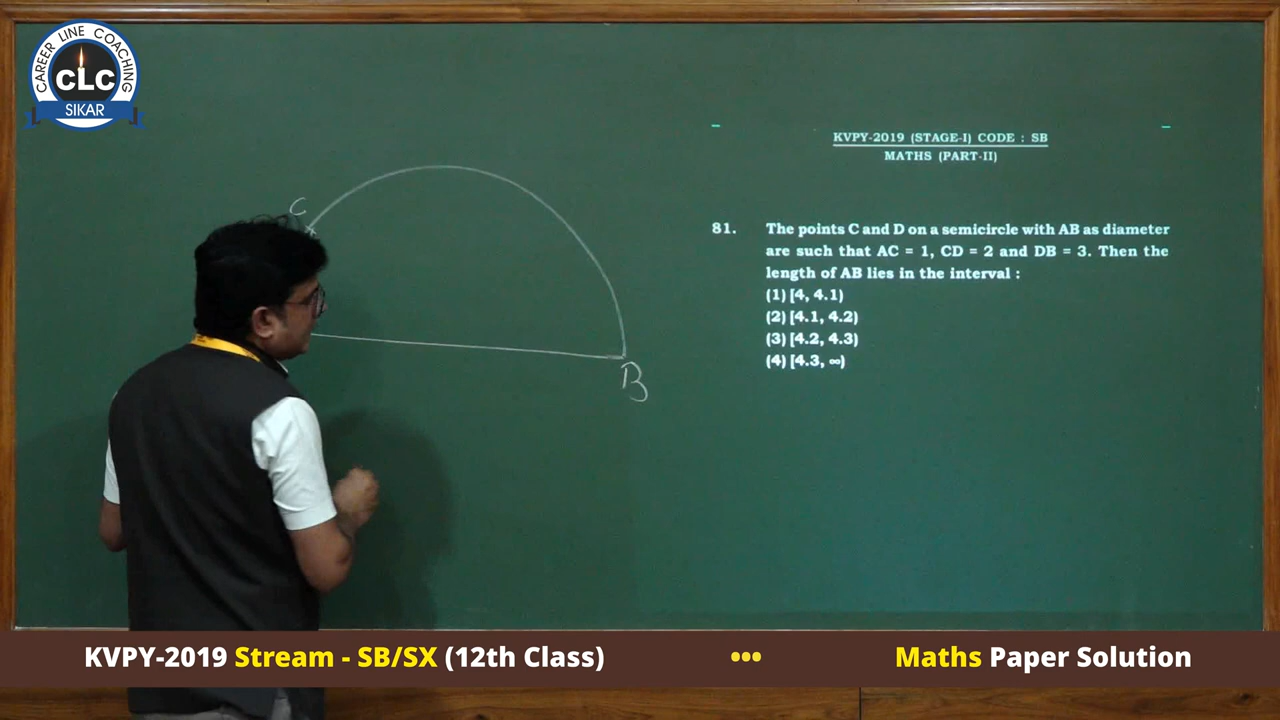 CAREER LINE COACHING
CLC
SIKAR
C
B
KVPY-2019 (STAGE-I) CODE : SB
MATHS (PART-II)
81. The points C and D on a semicircle with AB as diameter
are such that AC = 1, CD = 2 and DB = 3. Then the
length of AB lies in the interval :
(1) [4, 4.1)
(2) [4.1, 4.2)
(3) [4.2, 4.3)
(4) [4.3, ∞)
KVPY-2019 Stream - SB/SX (12th Class) ••• Maths Paper Solution